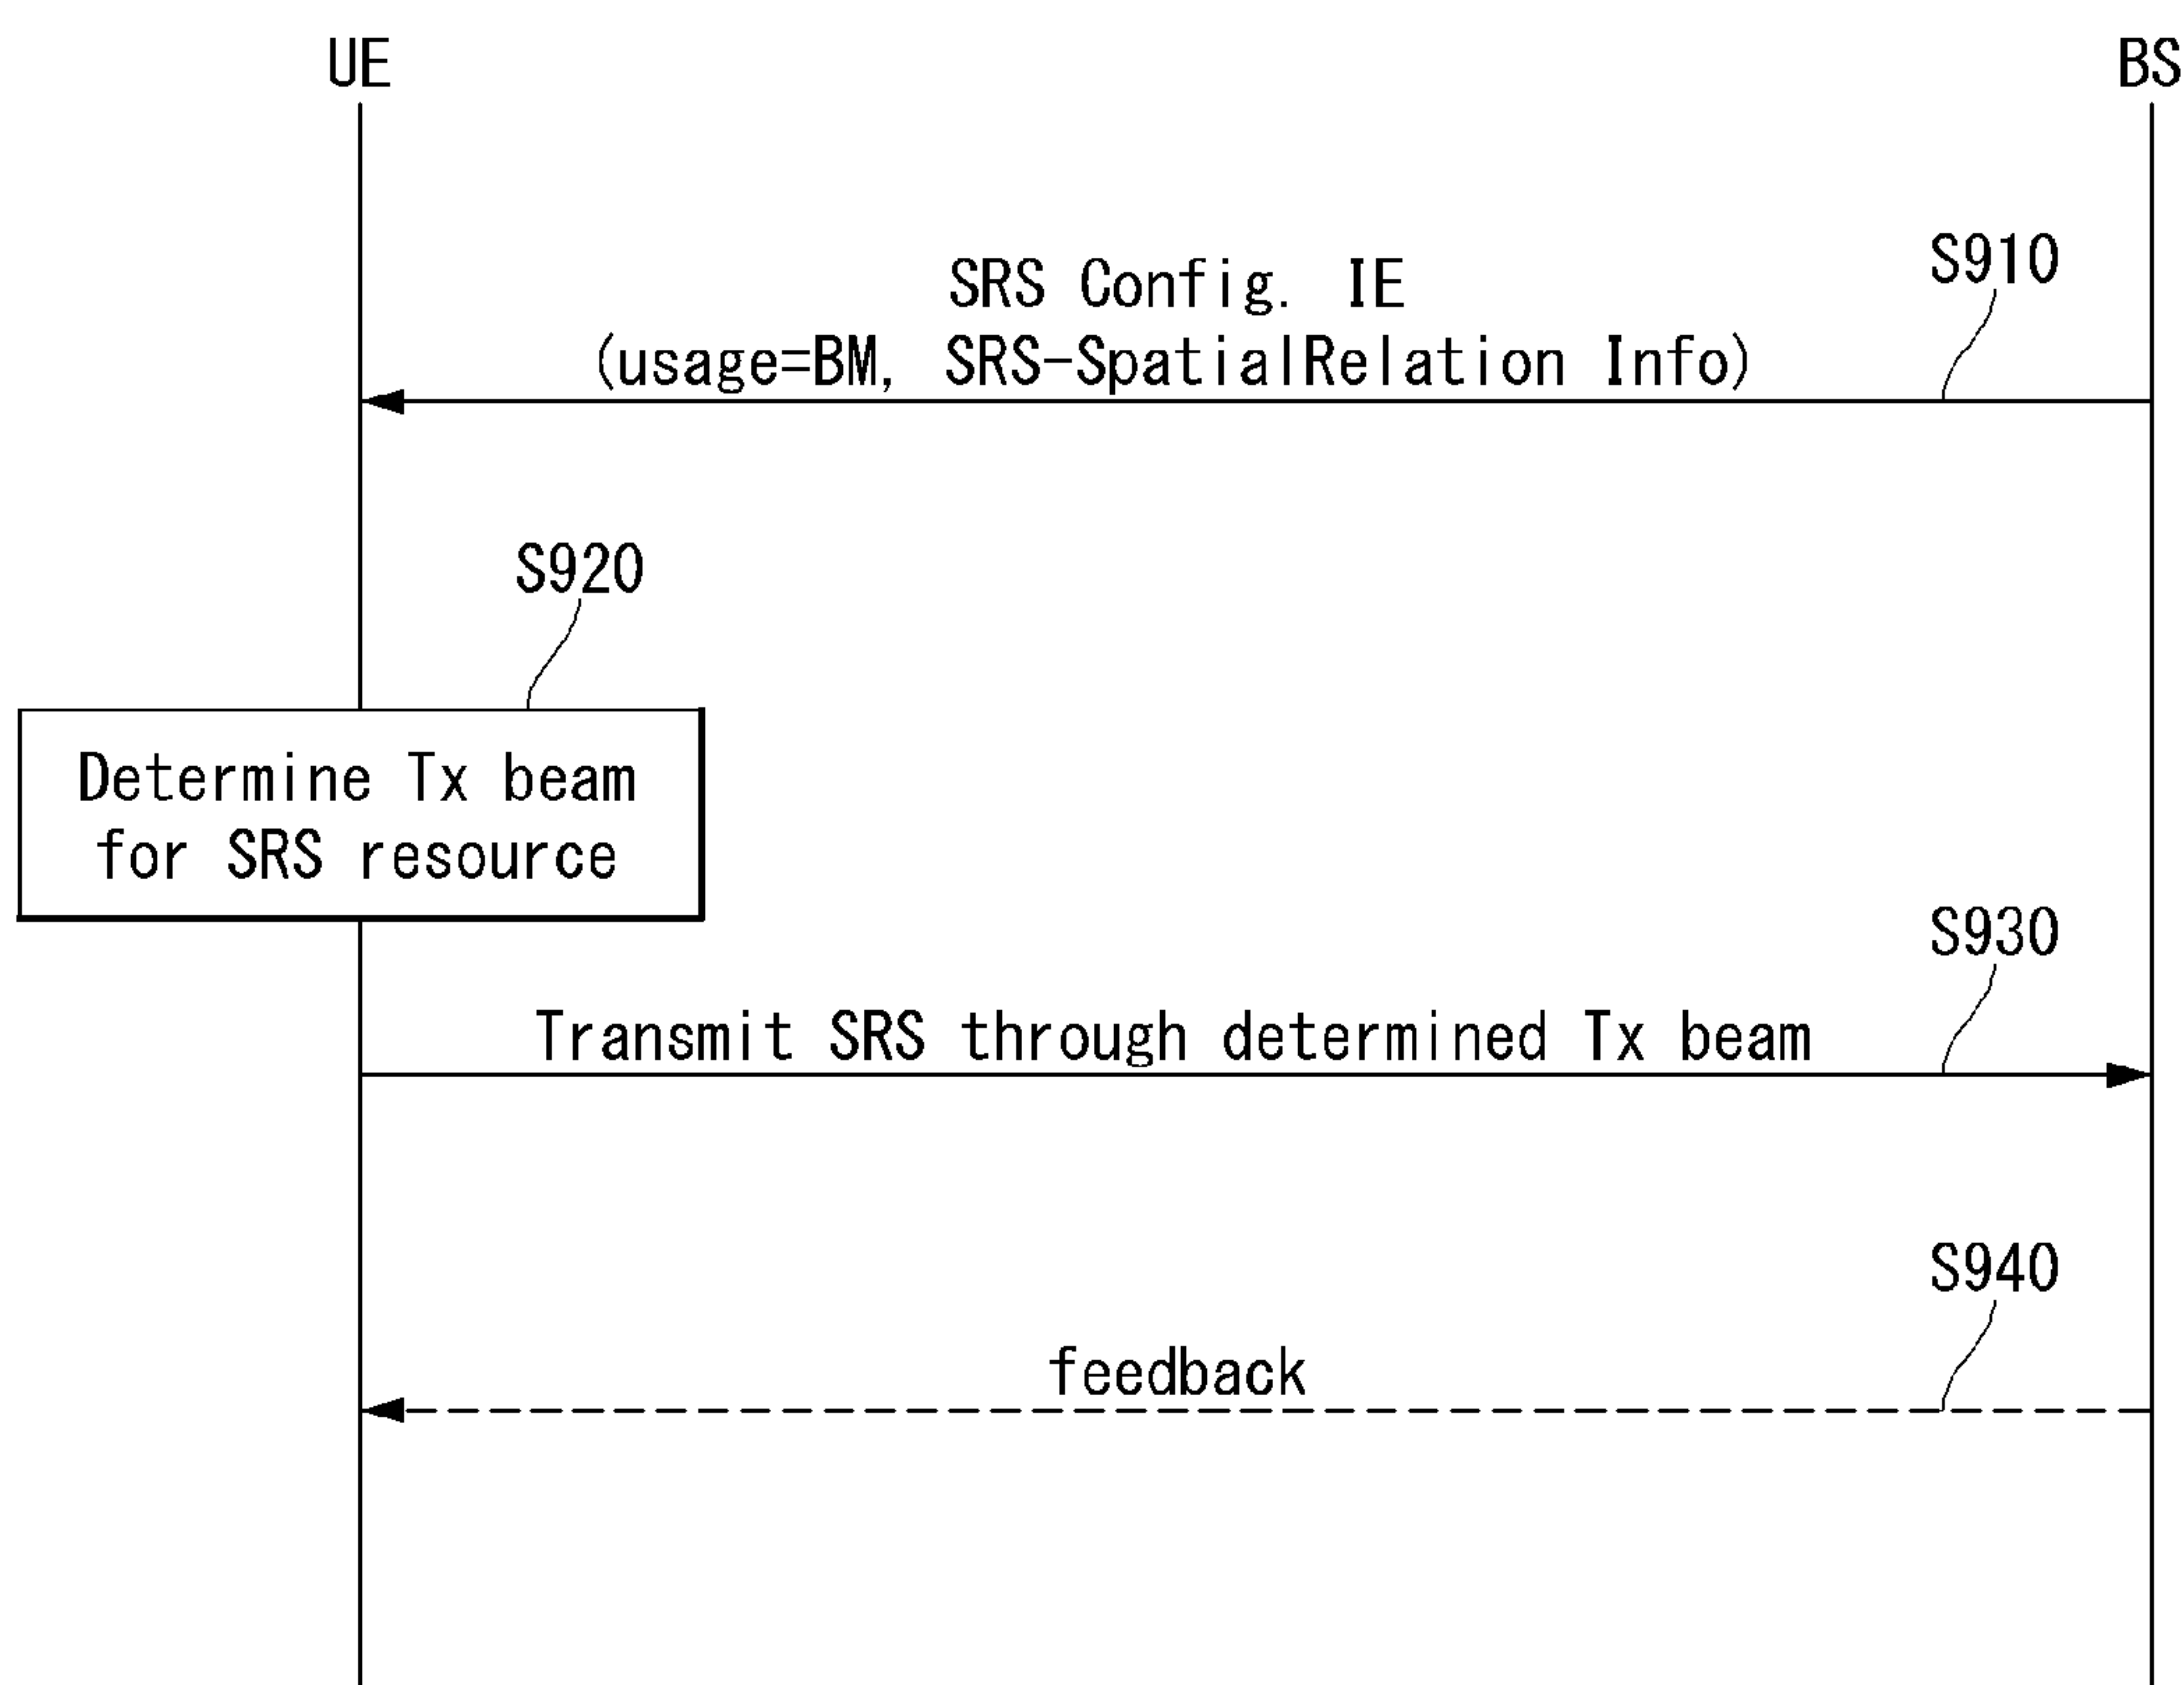 UE
BS
S910
SRS Config. IE
(usage=BM, SRS-SpatialRelation Info)
S920
Determine Tx beam
for SRS resource
S930
Transmit SRS through determined Tx beam
S940
feedback